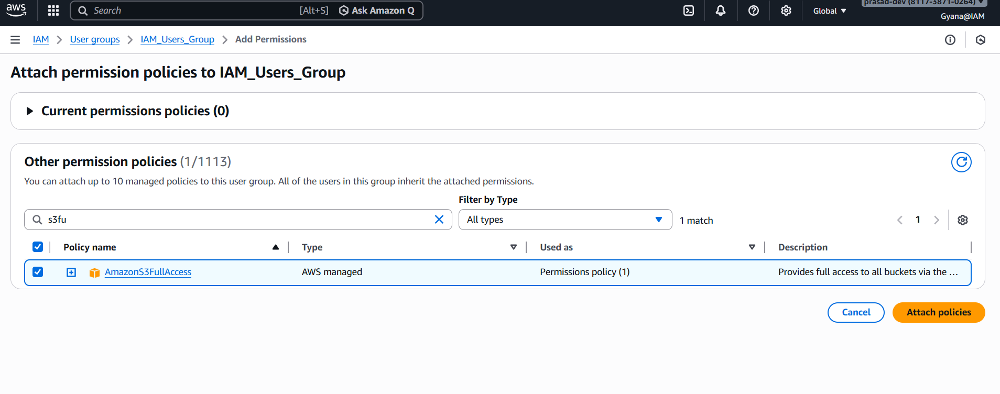 aws
Search [Alt+S] Ask Amazon Q
Global
prasad-dev (8117-3871-0264)
Gyana@IAM
IAM > User groups > IAM_Users_Group > Add Permissions
Attach permission policies to IAM_Users_Group
Current permissions policies (0)
Other permission policies (1/1113)
You can attach up to 10 managed policies to this user group. All of the users in this group inherit the attached permissions.
Filter by Type
s3fu All types 1 match 1
Policy name Type Used as Description
AmazonS3FullAccess AWS managed Permissions policy (1) Provides full access to all buckets via the ...
Cancel Attach policies